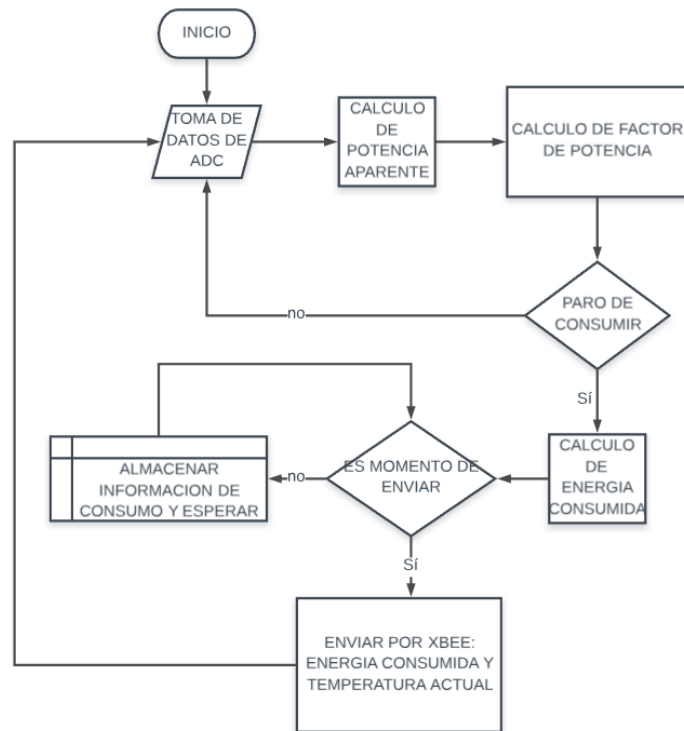 INICIO
TOMA DE
DATOS DE
ADC
CALCULO
DE
POTENCIA
APARENTE
CALCULO DE FACTOR
DE POTENCIA
PARO DE
CONSUMIR
no
Sí
CALCULO
DE
ENERGIA
CONSUMIDA
ES MOMENTO DE
ENVIAR
no
ALMACENAR
INFORMACION DE
CONSUMO Y ESPERAR
Sí
ENVIAR POR XBEE:
ENERGIA CONSUMIDA Y
TEMPERATURA ACTUAL